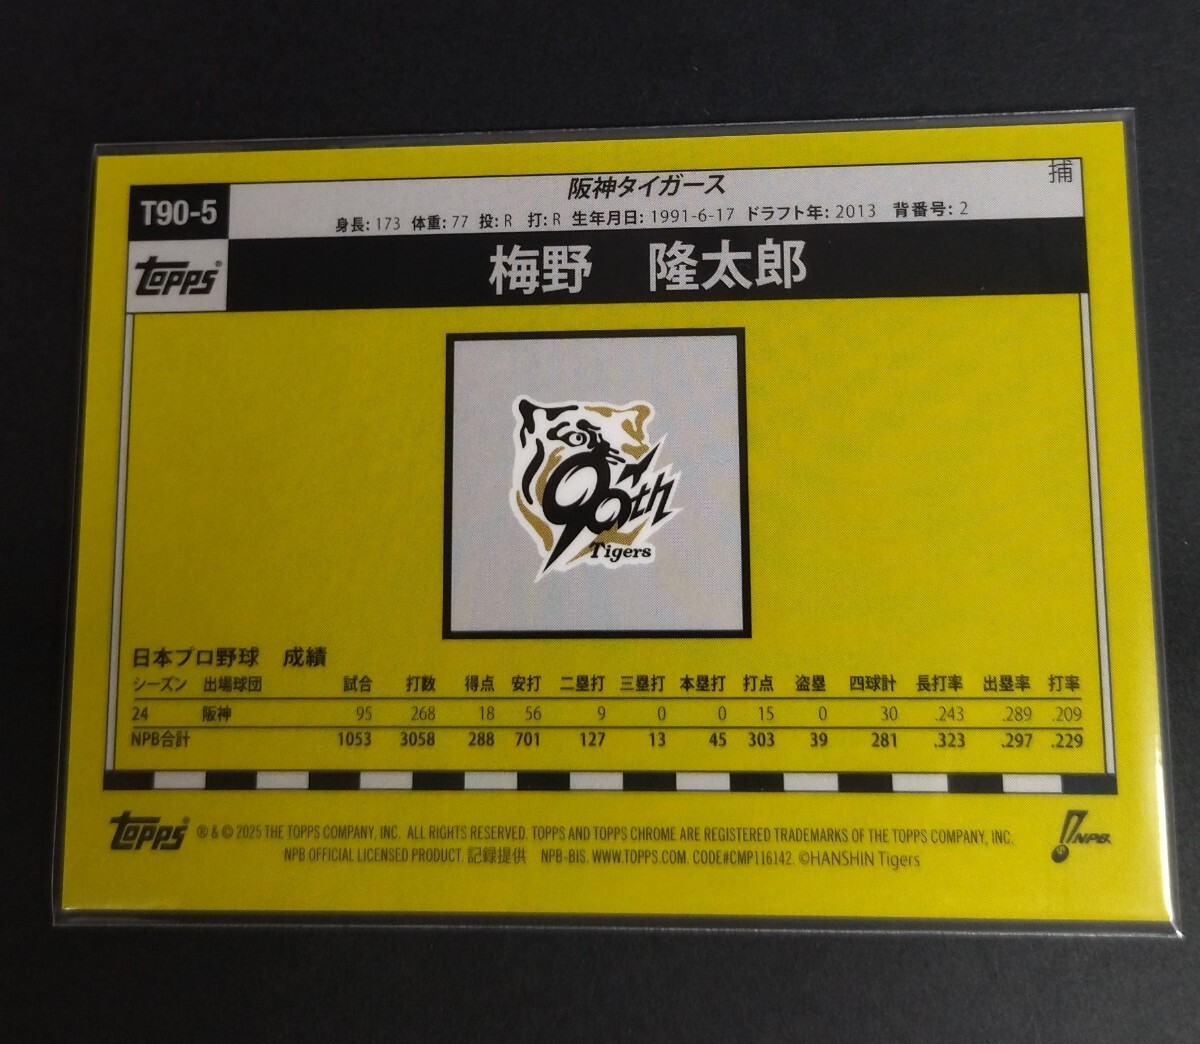 T90-5
阪神タイガース
捕
身長: 173 体重: 77 投: R 打: R 生年月日: 1991-6-17 ドラフト年: 2013 背番号: 2
topps®
梅野 隆太郎
90th
Tigers
日本プロ野球 成績
シーズン 出場球団 試合 打数 得点 安打 二塁打 三塁打 本塁打 打点 盗塁 四球計 長打率 出塁率 打率
24 阪神 95 268 18 56 9 0 0 15 0 30 .243 .289 .209
NPB合計 1053 3058 288 701 127 13 45 303 39 281 .323 .297 .229
topps® ® & © 2025 THE TOPPS COMPANY, INC. ALL RIGHTS RESERVED. TOPPS AND TOPPS CHROME ARE REGISTERED TRADEMARKS OF THE TOPPS COMPANY, INC.
NPB OFFICIAL LICENSED PRODUCT. 記録提供 NPB-BIS. WWW.TOPPS.COM. CODE#CMP116142. ©HANSHIN Tigers
NPB.